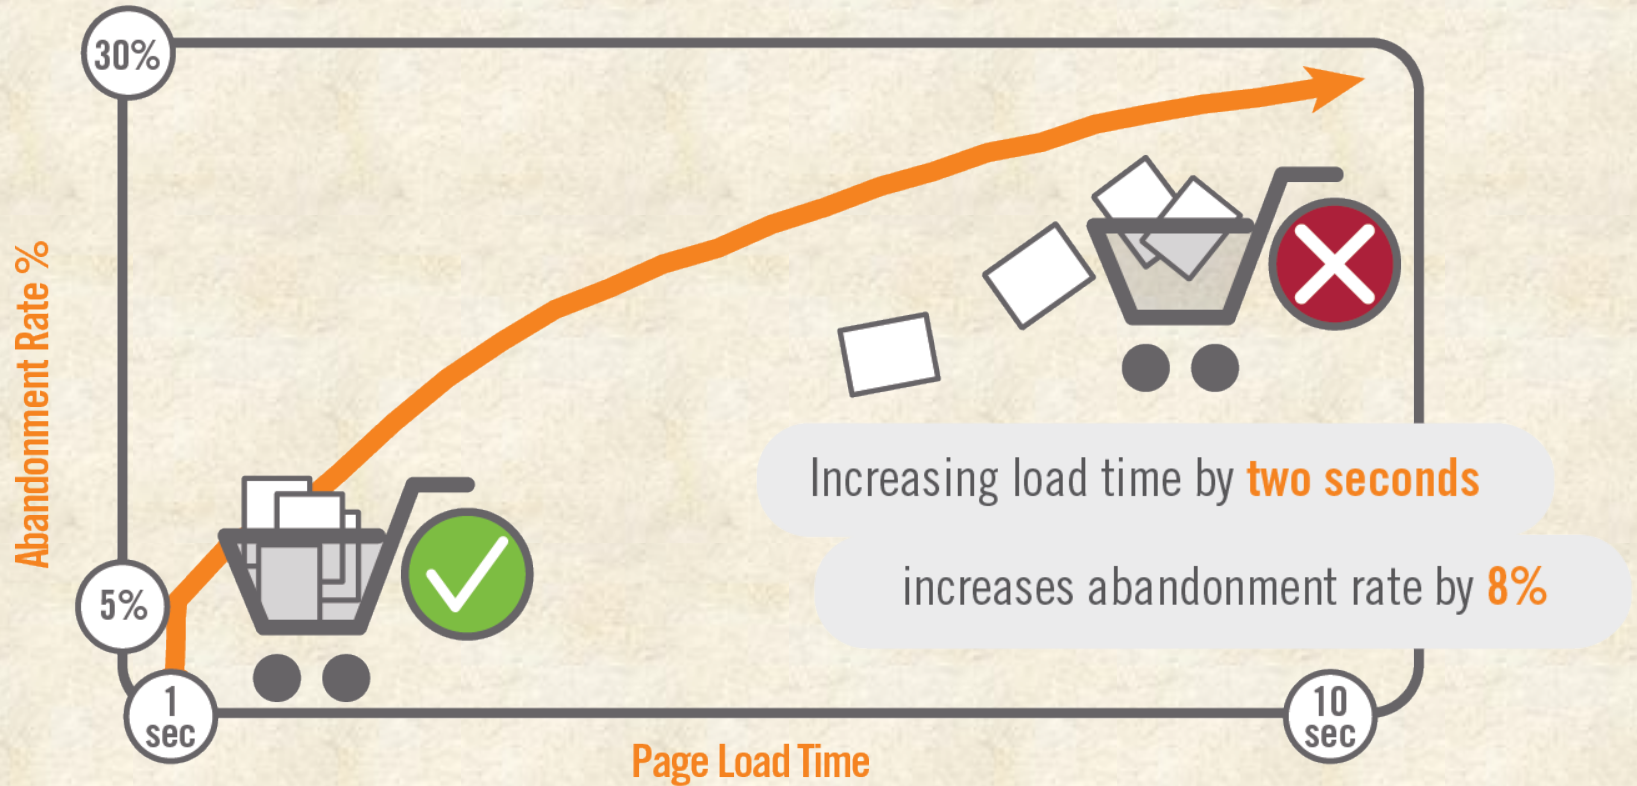 30%
Abandonment Rate %
5%
1
sec
10
sec
Page Load Time
Increasing load time by two seconds
increases abandonment rate by 8%